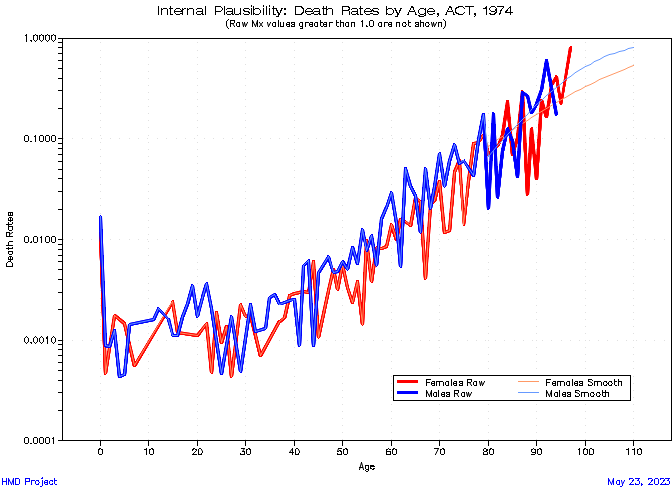 Internal Plausibility: Death Rates by Age, ACT, 1974
(Raw Mx values greater than 1.0 are not shown)
1.0000
0.1000
0.0100
0.0010
0.0001
Death Rates
0 10 20 30 40 50 60 70 80 90 100 110
Age
Females Raw Females Smooth
Males Raw Males Smooth
HMD Project May 23, 2023